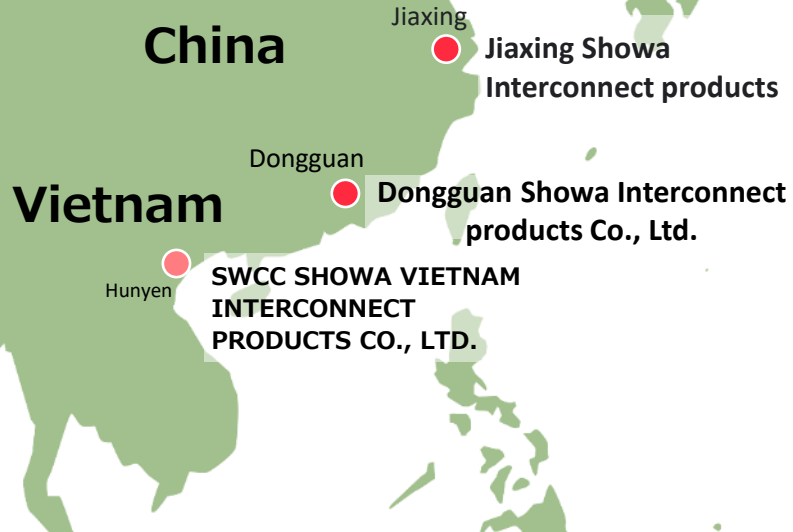 Jiaxing
China
Jiaxing Showa
Interconnect products
Dongguan
Vietnam
Dongguan Showa Interconnect
products Co., Ltd.
Hunyen
SWCC SHOWA VIETNAM
INTERCONNECT
PRODUCTS CO., LTD.